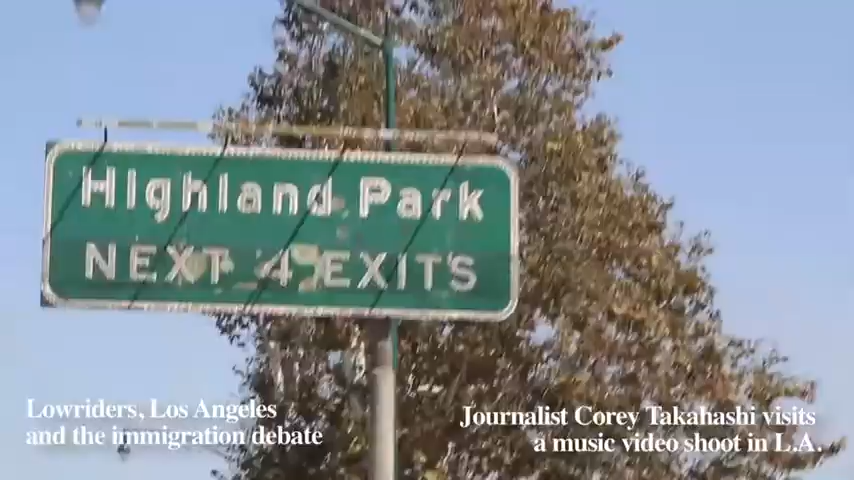 Highland Park
NEXT 4 EXITS
Lowriders, Los Angeles
and the immigration debate
Journalist Corey Takahashi visits
a music video shoot in L.A.